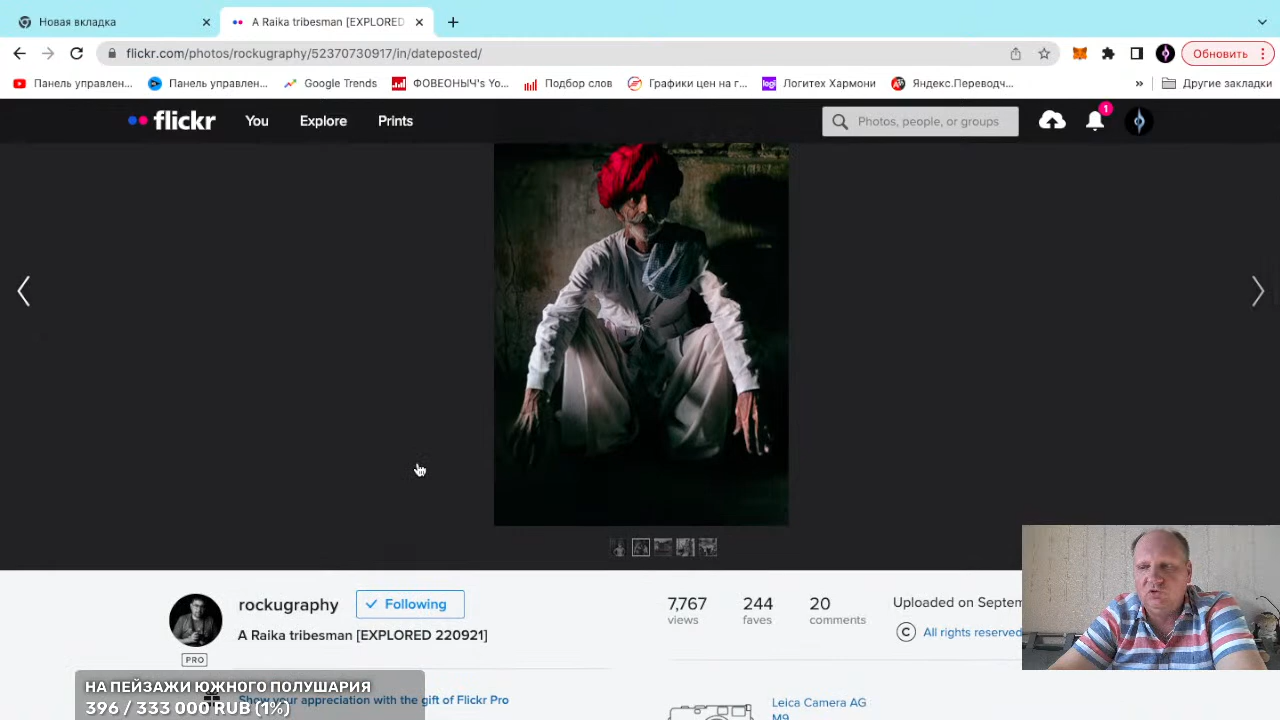 Новая вкладка
A Raika tribesman [EXPLORED
flickr.com/photos/rockugraphy/52370730917/in/dateposted/
Обновить
Панель управлен...
Панель управлен...
Google Trends
ФОВЕОНЫЧ's Yo...
Подбор слов
Графики цен на г...
Логитех Хармони
Яндекс.Переводч...
»
Другие закладки
flickr
You
Explore
Prints
Photos, people, or groups
1
rockugraphy
Following
A Raika tribesman [EXPLORED 220921]
PRO
7,767
views
244
faves
20
comments
Uploaded on Septem
All rights reserved
Show your appreciation with the gift of Flickr Pro
Leica Camera AG
M9
НА ПЕЙЗАЖИ ЮЖНОГО ПОЛУШАРИЯ
396 / 333 000 RUB (1%)